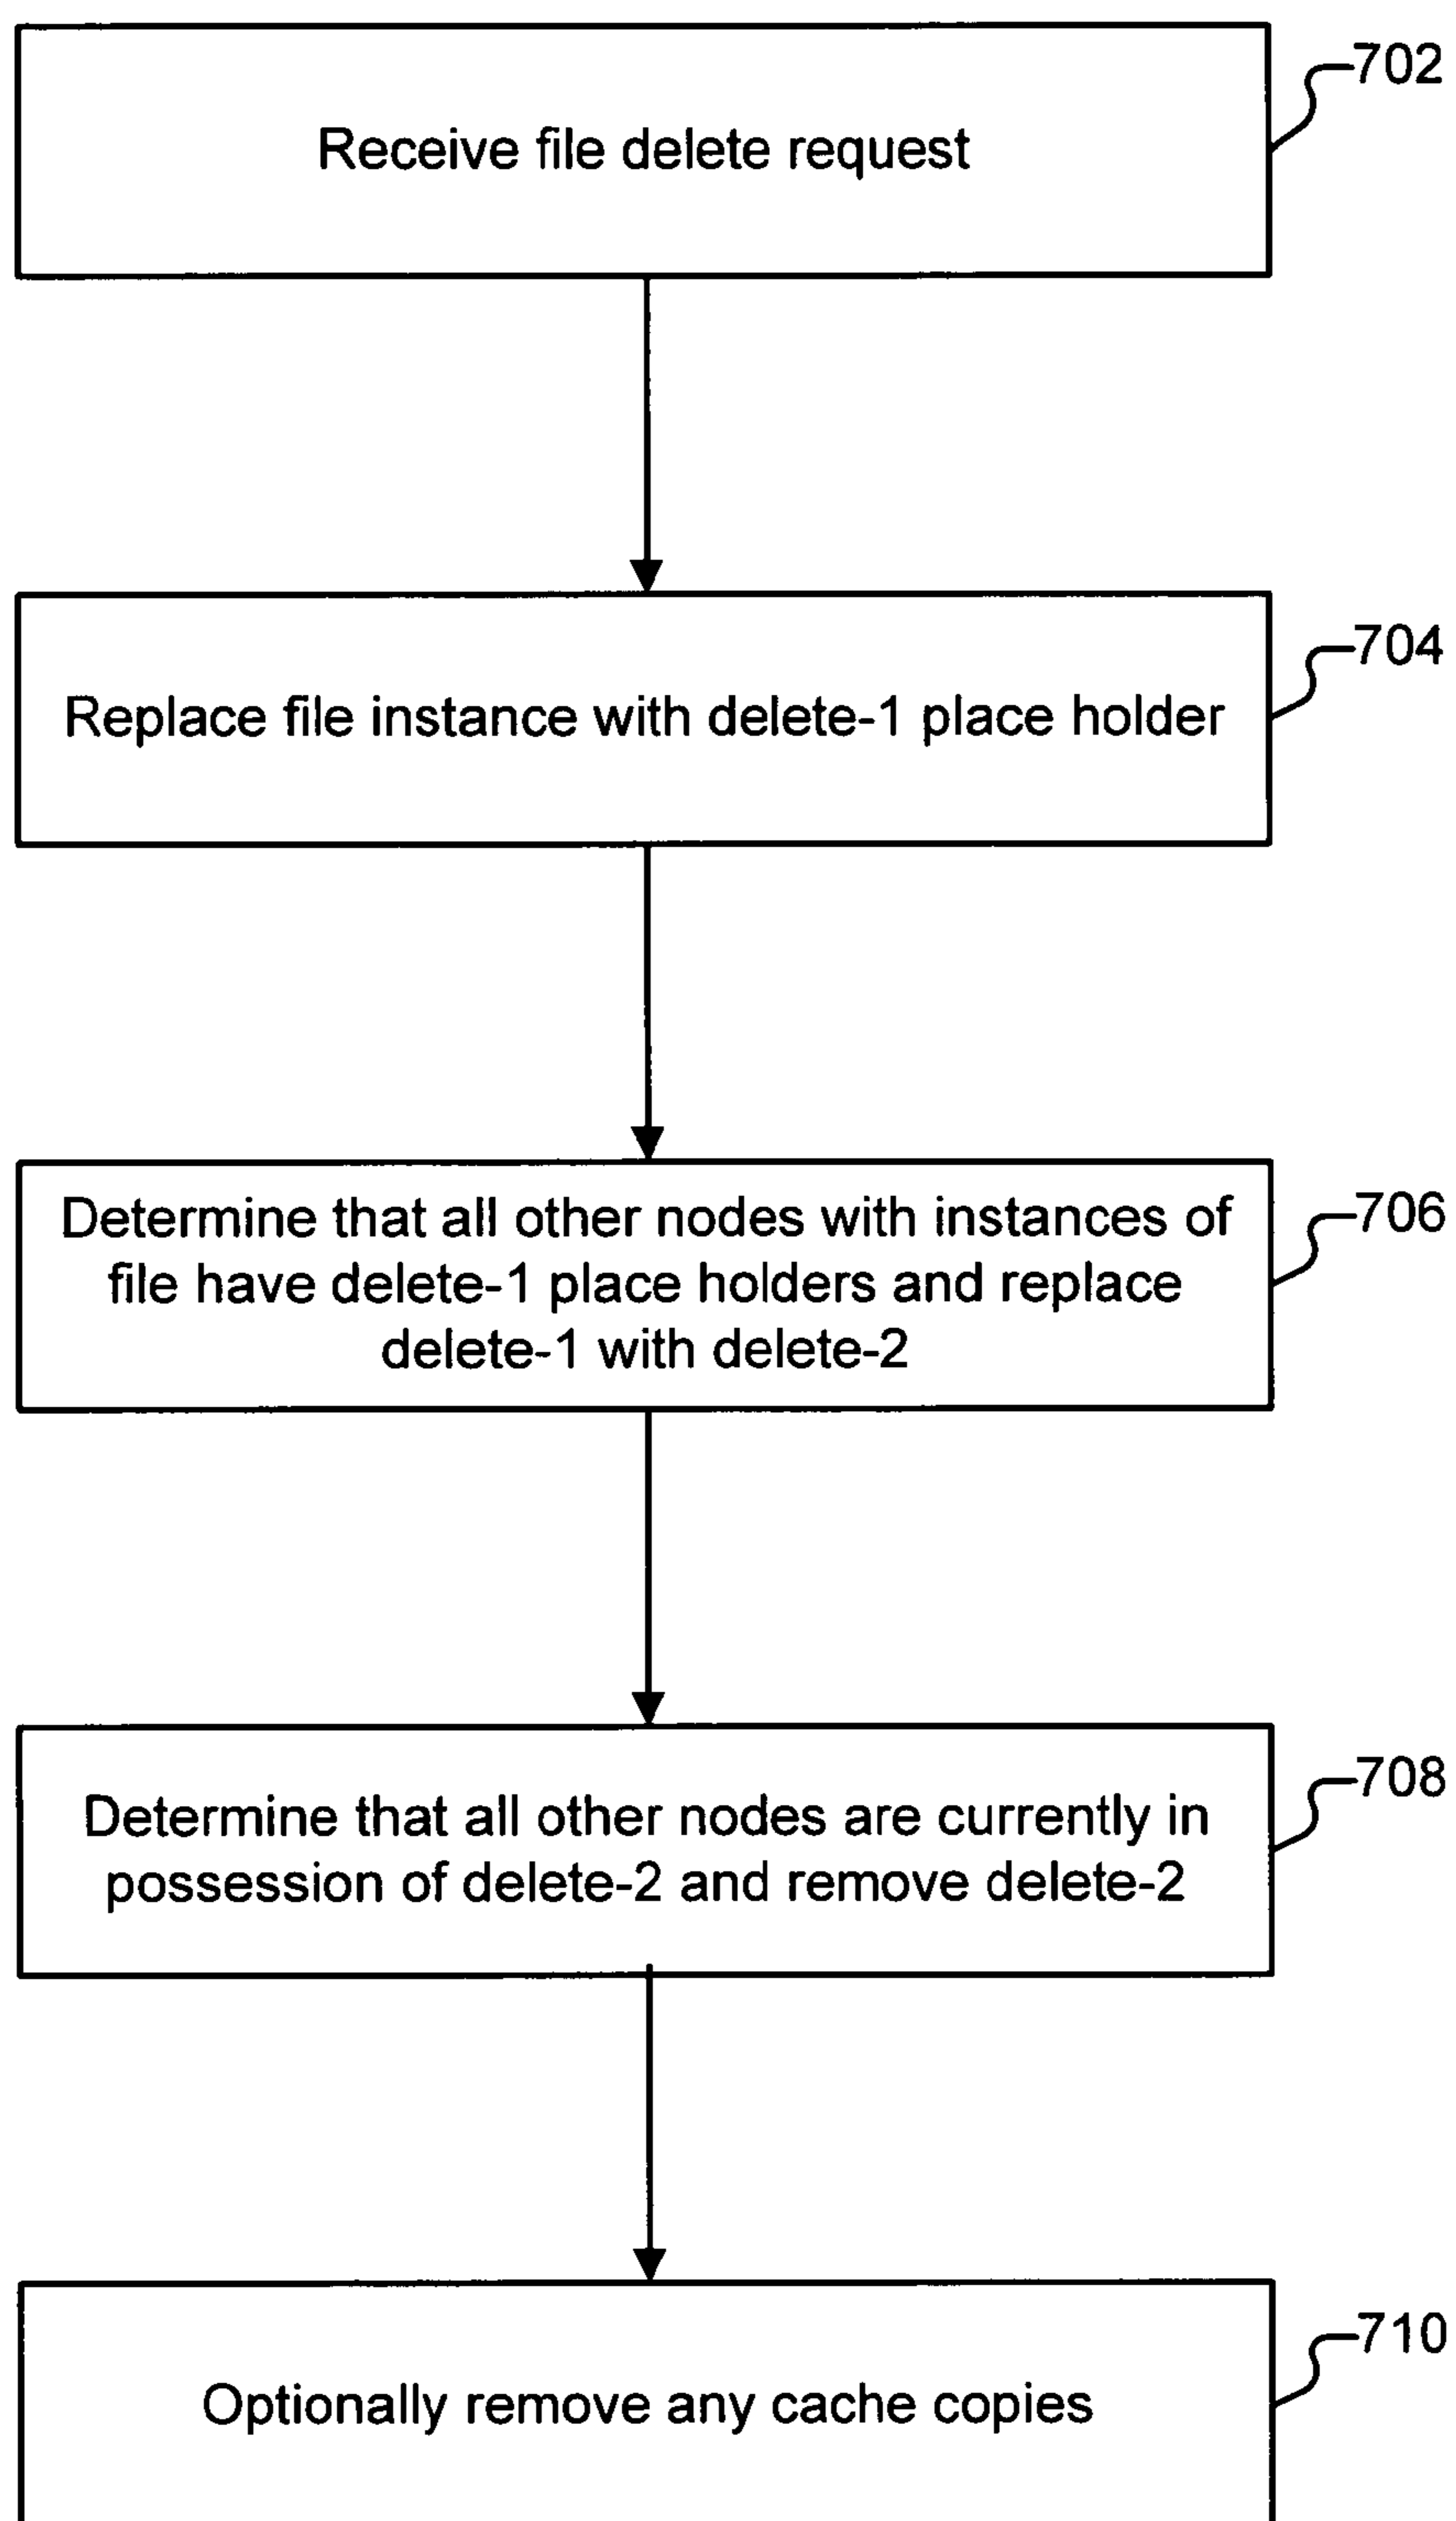 702
Receive file delete request
704
Replace file instance with delete-1 place holder
706
Determine that all other nodes with instances of
file have delete-1 place holders and replace
delete-1 with delete-2
708
Determine that all other nodes are currently in
possession of delete-2 and remove delete-2
710
Optionally remove any cache copies